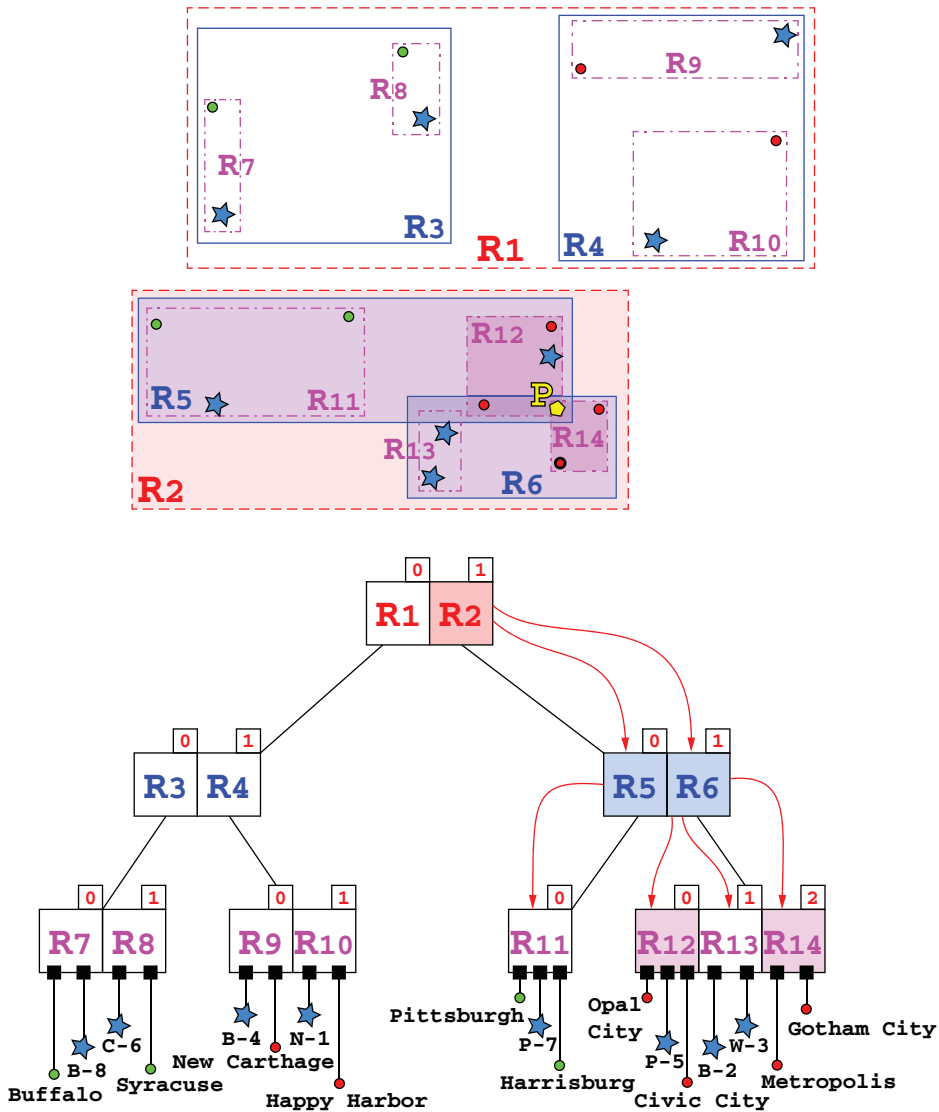 R9
R8
R7
R3
R4
R10
R1
R12
P
R5
R11
R13
R14
R6
R2
0 1
R1 R2
0 1
R3 R4
0 1
R5 R6
0 1
R7 R8
0 1
R9 R10
0
R11
0 1 2
R12 R13 R14
Pittsburgh
Opal
City
Gotham City
B-4
N-1
C-6
P-7
P-5
W-3
New Carthage
B-8
B-2
Buffalo
Syracuse
Happy Harbor
Harrisburg
Civic City
Metropolis